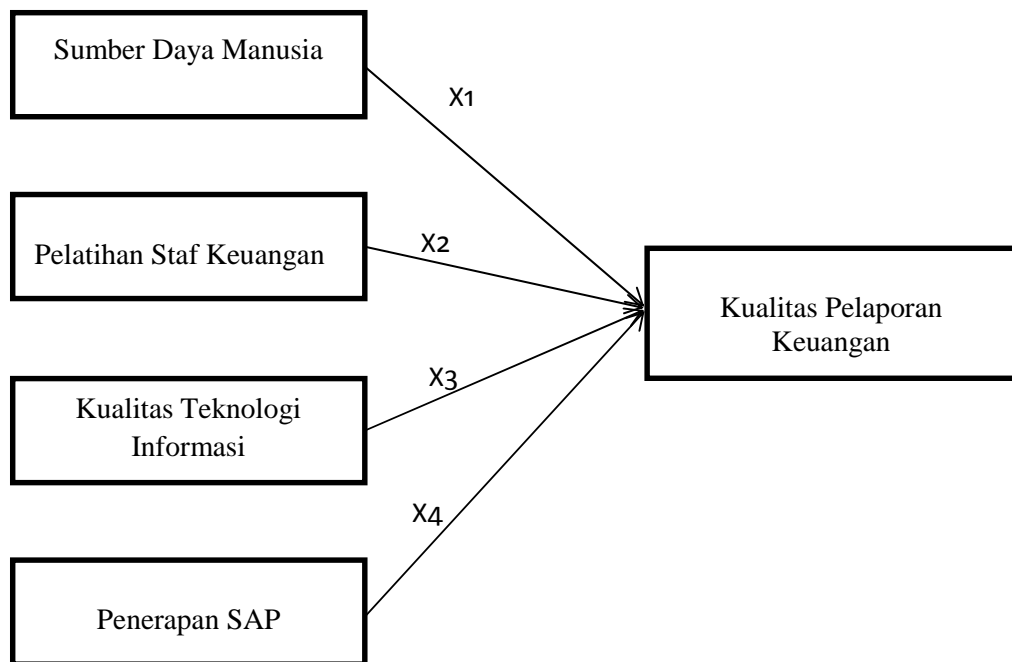 Sumber Daya Manusia
X1
Pelatihan Staf Keuangan
X2
Kualitas Pelaporan
Keuangan
X3
Kualitas Teknologi
Informasi
X4
Penerapan SAP